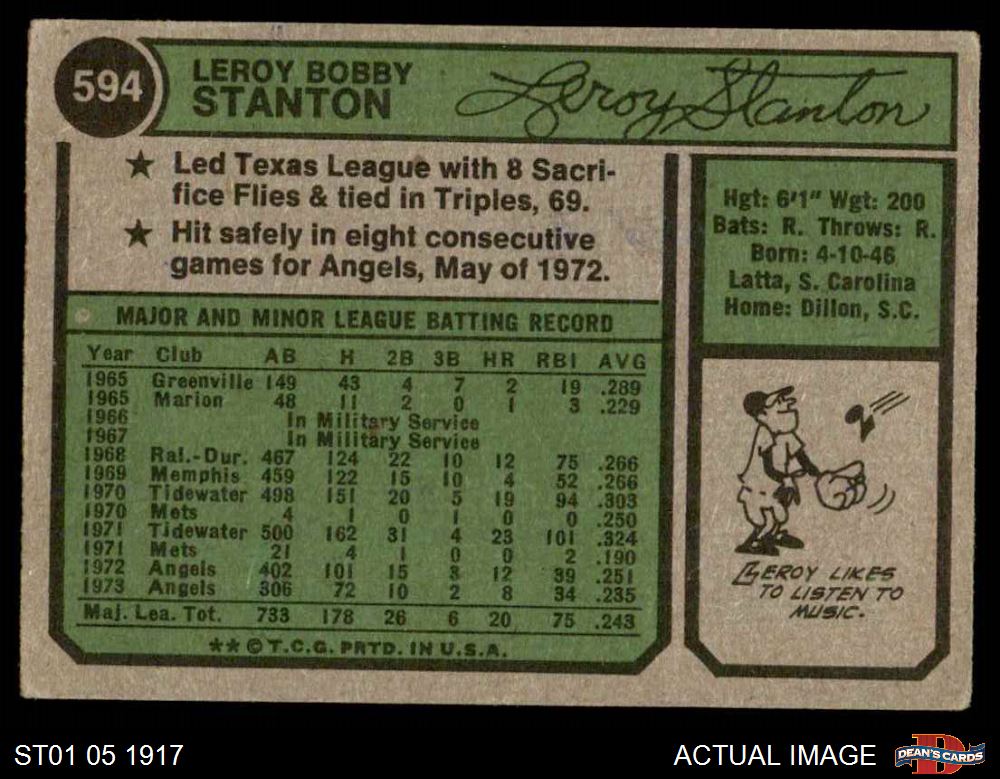 594
LEROY BOBBY
STANTON
Leroy Stanton
★ Led Texas League with 8 Sacri-
fice Flies & tied in Triples, 69.
★ Hit safely in eight consecutive
games for Angels, May of 1972.
Hgt: 6'1" Wgt: 200
Bats: R. Throws: R.
Born: 4-10-46
Latta, S. Carolina
Home: Dillon, S.C.
MAJOR AND MINOR LEAGUE BATTING RECORD
Year Club AB H 2B 3B HR RBI AVG
1965 Greenville 149 43 4 7 2 19 .289
1965 Marion 48 11 2 0 1 3 .229
1966 In Military Service
1967 In Military Service
1968 Ral.-Dur. 467 124 22 10 12 75 .266
1969 Memphis 459 122 15 10 4 52 .266
1970 Tidewater 498 151 20 5 19 94 .303
1970 Mets 4 1 0 1 0 0 .250
1971 Tidewater 500 162 31 4 23 101 .324
1971 Mets 21 4 1 0 0 2 .190
1972 Angels 402 101 15 3 12 39 .251
1973 Angels 306 72 10 2 8 34 .235
Maj. Lea. Tot. 733 178 26 6 20 75 .243
** © T.C.G. PRTD. IN U.S.A.
LEROY LIKES
TO LISTEN TO
MUSIC.
ST01 05 1917
ACTUAL IMAGE
DEAN'S CARDS